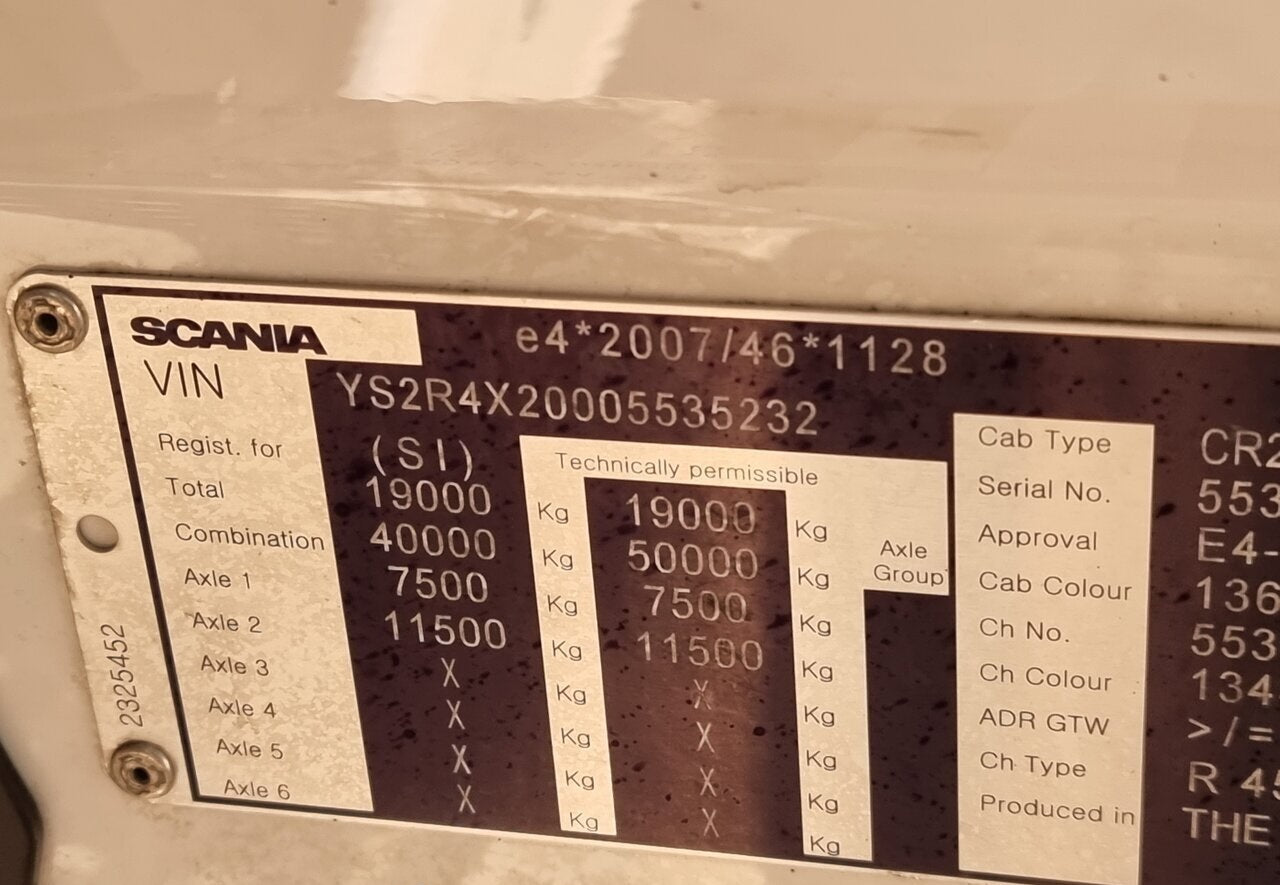 SCANIA e4*2007/46*1128
VIN YS2R4X20005535232
Regist. for (SI) Technically permissible
Total 19000 Kg 19000 Kg
Combination 40000 Kg 50000 Kg Axle Group
Axle 1 7500 Kg 7500 Kg
Axle 2 11500 Kg 11500 Kg
Axle 3 X Kg X Kg
Axle 4 X Kg X Kg
Axle 5 X Kg X Kg
Axle 6 X Kg X Kg
2325452
Cab Type CR2
Serial No. 553
Approval E4-
Cab Colour 136
Ch No. 553
Ch Colour 134
ADR GTW >/=
Ch Type R 45
Produced in THE